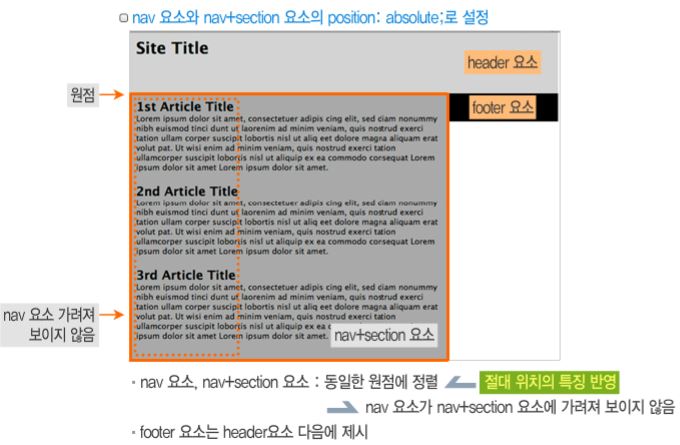 nav 요소와 nav+section 요소의 position: absolute;로 설정
Site Title
header 요소
원점
footer 요소
1st Article Title
Lorem ipsum dolor sit amet, consectetuer adipis cing elit, sed diam nonummy
nibh euismod tinci dunt ut laorenim ad minim veniam, quis nostrud exerci
tation ullam corper suscipit lobortis nisl ut aliq eet dolore magna aliquam erat
volut pat. Ut wisi enim ad minim veniam, quis nostrud exerci tation
ullamcorper suscipit lobortis nisl ut aliquip ex ea commodo consequat Lorem
ipsum dolor sit amet.Lorem ipsum dolor sit amet.
2nd Article Title
Lorem ipsum dolor sit amet, consectetuer adipis cing elit, sed diam nonummy
nibh euismod tinci dunt ut laorenim ad minim veniam, quis nostrud exerci
tation ullam corper suscipit lobortis nisl ut aliq eet dolore magna aliquam erat
volut pat. Ut wisi enim ad minim veniam, quis nostrud exerci tation
ullamcorper suscipit lobortis nisl ut aliquip ex ea commodo consequat Lorem
ipsum dolor sit amet.Lorem ipsum dolor sit amet.
3rd Article Title
Lorem ipsum dolor sit amet, consectetuer adipis cing elit, sed diam nonummy
nibh euismod tinci dunt ut laorenim ad minim veniam, quis nostrud exerci
tation ullam corper suscipit lobortis nisl ut aliq eet dolore magna aliquam erat
volut pat. Ut wisi enim ad minim veniam, quis nostrud exerci tation
ullamcorper suscipit lobortis nisl ut aliquip ex ea
ipsum dolor sit amet.Lorem ipsum dolor sit amet.
nav 요소 가려져
보이지 않음
nav+section 요소
• nav 요소, nav+section 요소 : 동일한 원점에 정렬 절대 위치의 특징 반영
nav 요소가 nav+section 요소에 가려져 보이지 않음
• footer 요소는 header요소 다음에 제시